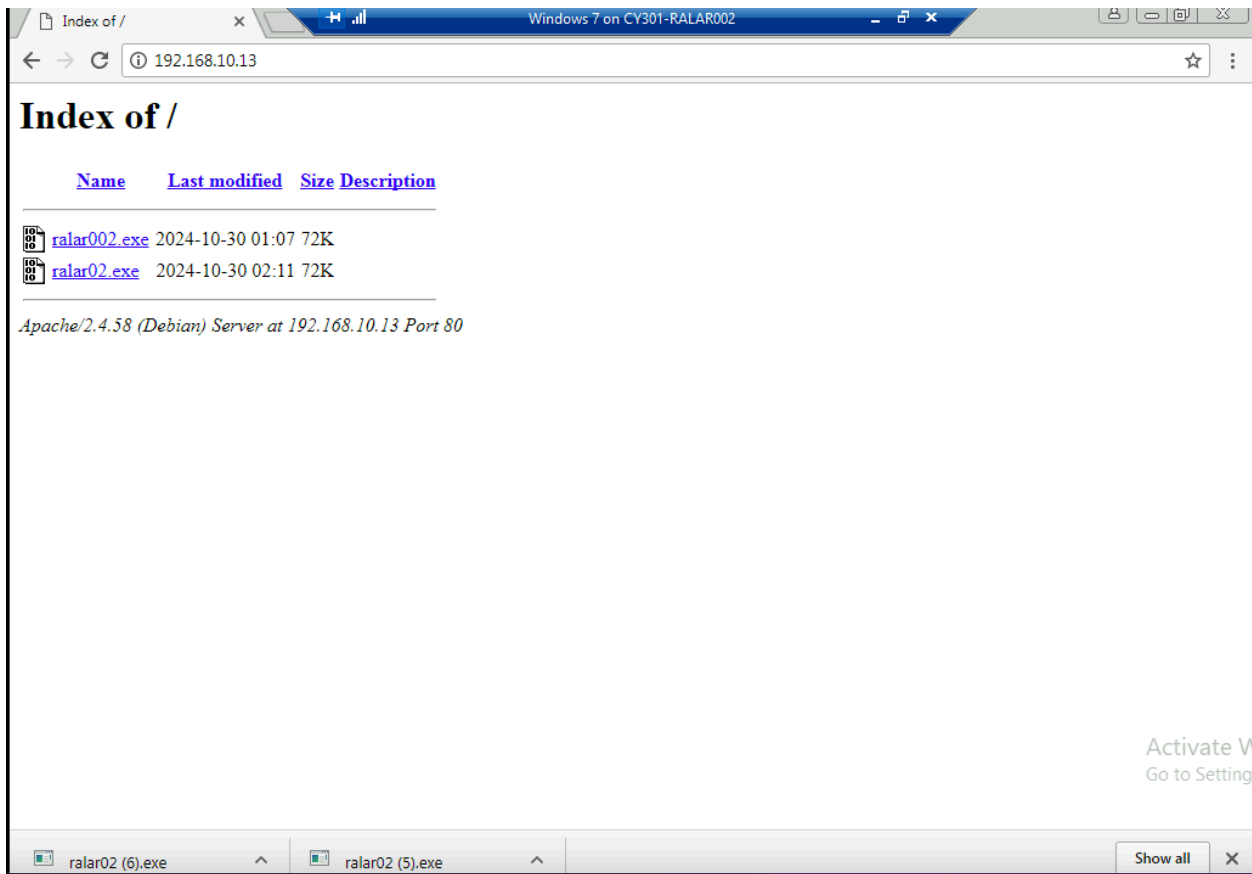 Index of /
Windows 7 on CY301-RALAR002
192.168.10.13
Index of /
Name Last modified Size Description
ralar002.exe 2024-10-30 01:07 72K
ralar02.exe 2024-10-30 02:11 72K
Apache/2.4.58 (Debian) Server at 192.168.10.13 Port 80
Activate W
Go to Setting
ralar02 (6).exe ralar02 (5).exe Show all